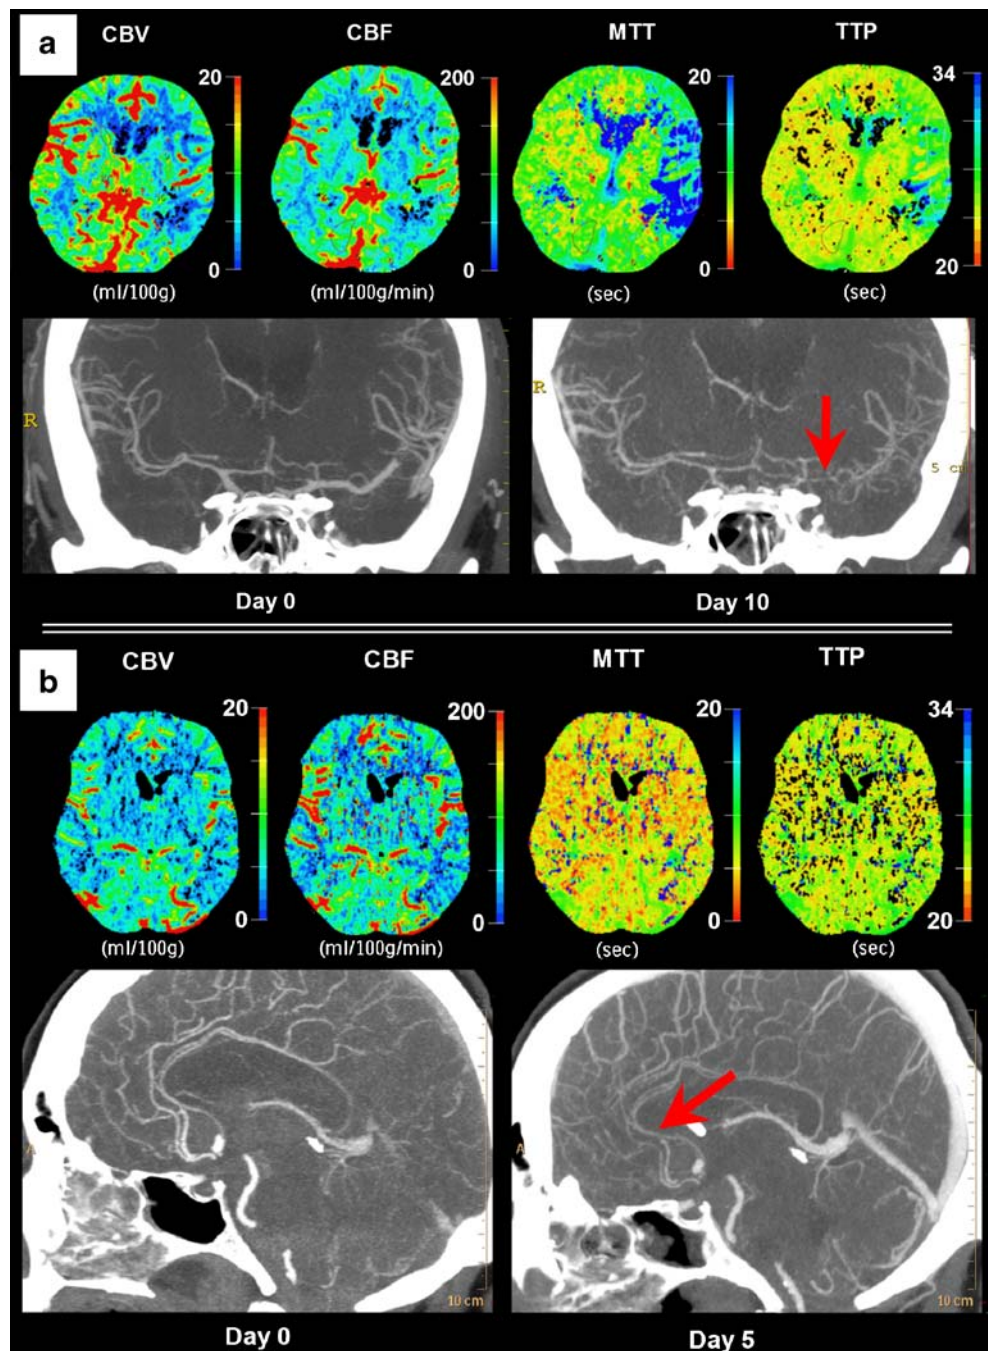 a
CBV CBF MTT TTP
20 200 20 34
0 0 0 20
(ml/100g) (ml/100g/min) (sec) (sec)
R R
5 cm
Day 0 Day 10
b
CBV CBF MTT TTP
20 200 20 34
0 0 0 20
(ml/100g) (ml/100g/min) (sec) (sec)
A A
10 cm 10 cm
Day 0 Day 5